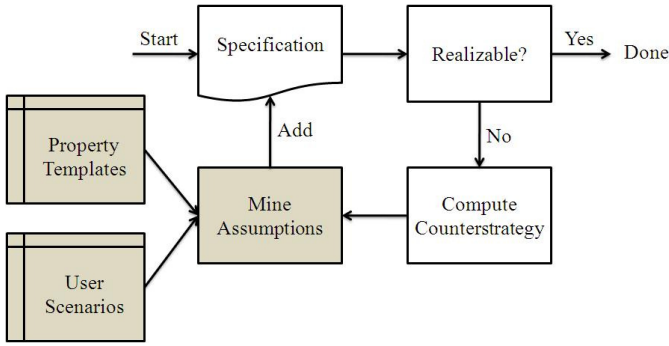 Start
Specification
Realizable?
Yes
Done
Property
Templates
Add
No
Mine
Assumptions
Compute
Counterstrategy
User
Scenarios